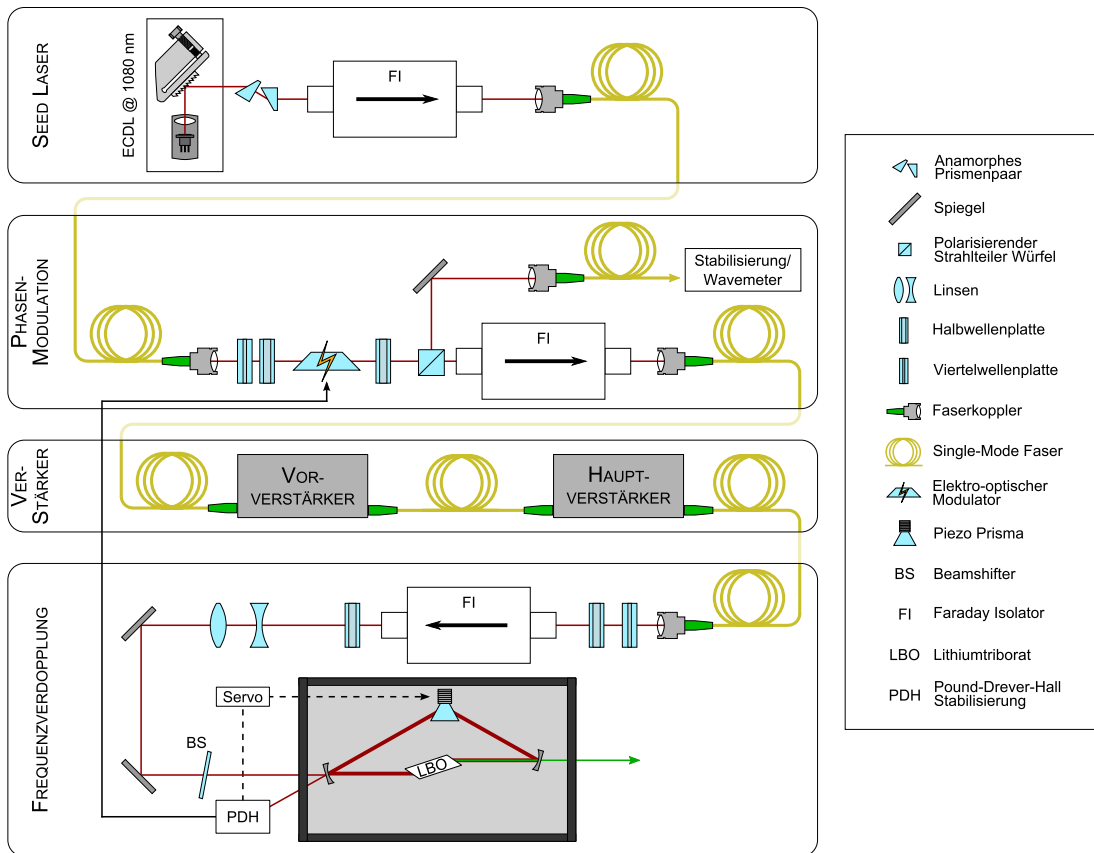 SEED LASER
ECDL @ 1080 nm
FI
PHASEN-
MODULATION
Stabilisierung/
Wavemeter
FI
VER-
STÄRKER
VOR-
VERSTÄRKER
HAUPT-
VERSTÄRKER
FREQUENZVERDOPPLUNG
FI
Servo
BS
LBO
PDH
Anamorphes
Prismenpaar
Spiegel
Polarisierender
Strahlteiler Würfel
Linsen
Halbwellenplatte
Viertelwellenplatte
Faserkoppler
Single-Mode Faser
Elektro-optischer
Modulator
Piezo Prisma
BS Beamshifter
FI Faraday Isolator
LBO Lithiumtriborat
PDH Pound-Drever-Hall
Stabilisierung